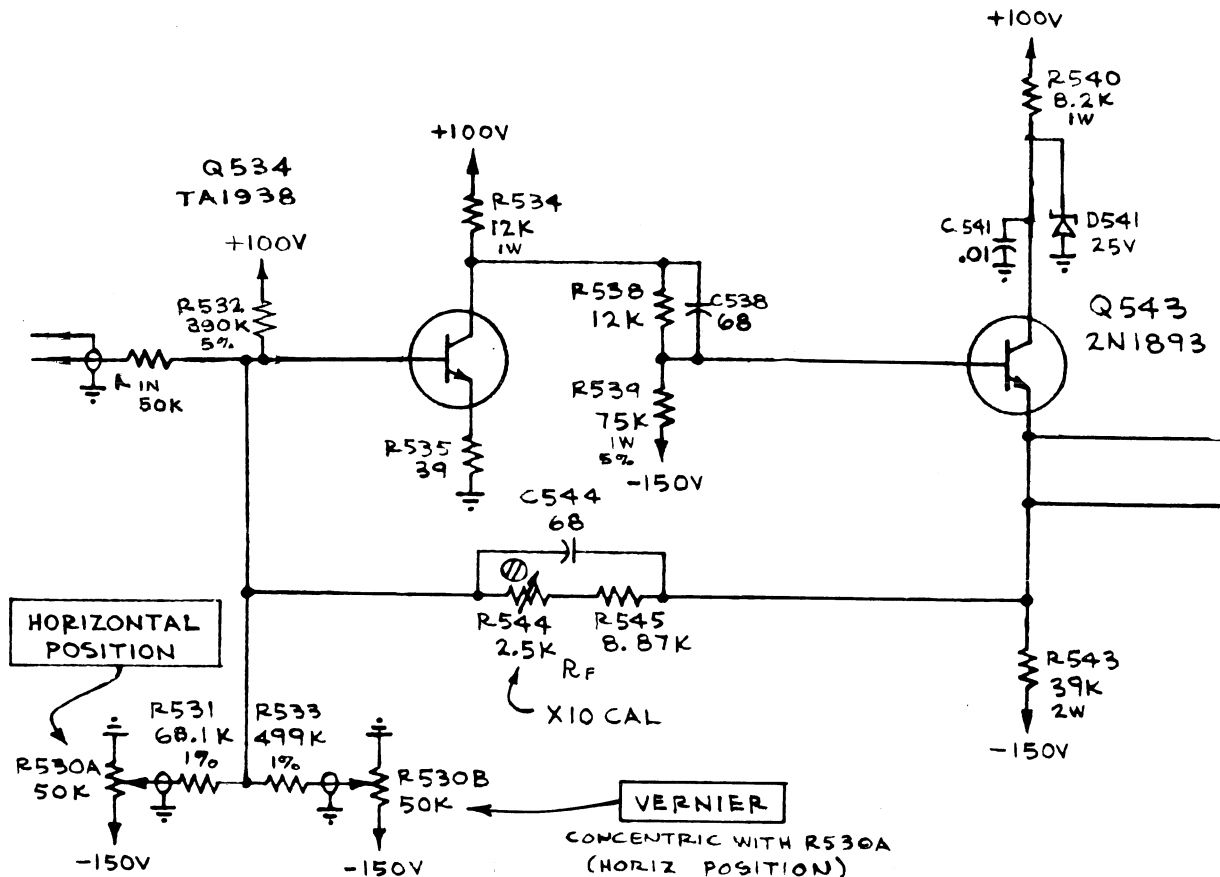 +100V
R540
8.2K
1W
+100V
Q534
TA1938
R534
12K
1W
+100V
C541
.01
D541
25V
R532
390K
5%
R538
12K
C538
68
Q543
2N1893
R IN
50K
R539
75K
1W
5%
-150V
R535
39
C544
68
HORIZONTAL
POSITION
R544
2.5K
R545
8.87K
RF
R543
39K
2W
-150V
X10 CAL
R531
68.1K
1%
R533
499K
1%
R530A
50K
R530B
50K
VERNIER
-150V
-150V
CONCENTRIC WITH R530A
(HORIZ POSITION)